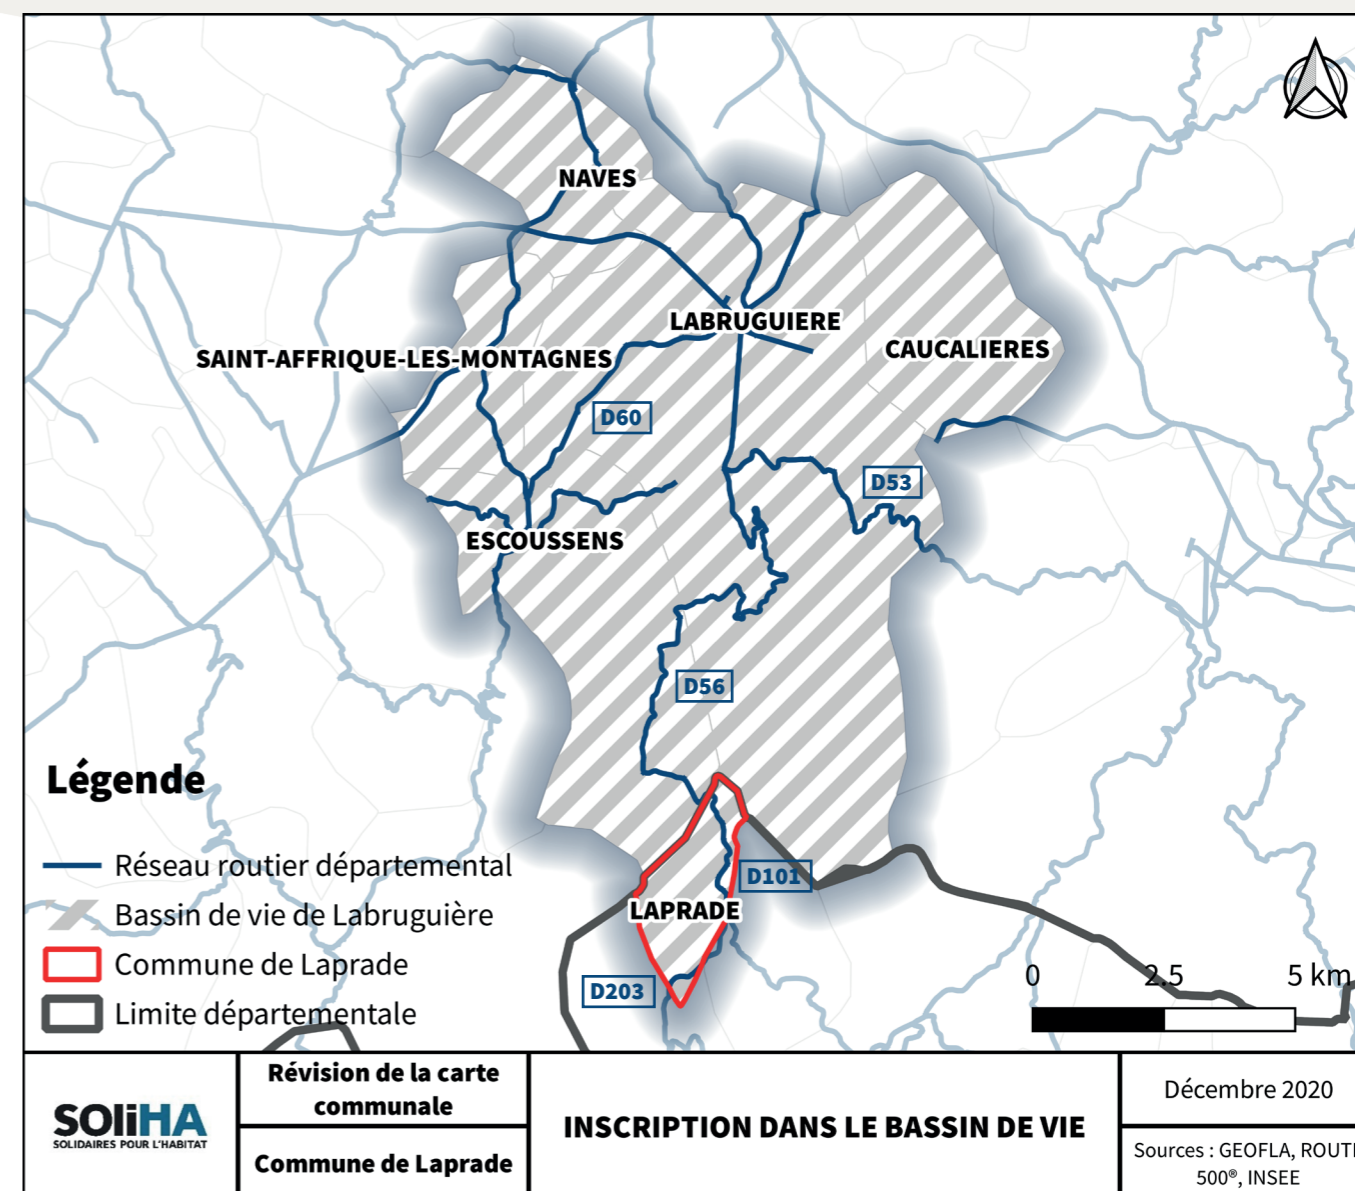 NAVES
LABRUGUIERE
SAINT-AFFRIQUE-LES-MONTAGNES
CAUCALIERES
D60
D53
ESCOUSSENS
D56
D101
LAPRADE
D203
Légende
Réseau routier départemental
Bassin de vie de Labruguière
Commune de Laprade
Limite départementale
0 2.5 5 km
SOLiHA
SOLIDAIRES POUR L'HABITAT
Révision de la carte
communale
Commune de Laprade
INSCRIPTION DANS LE BASSIN DE VIE
Décembre 2020
Sources : GEOFLA, ROUT
500®, INSEE